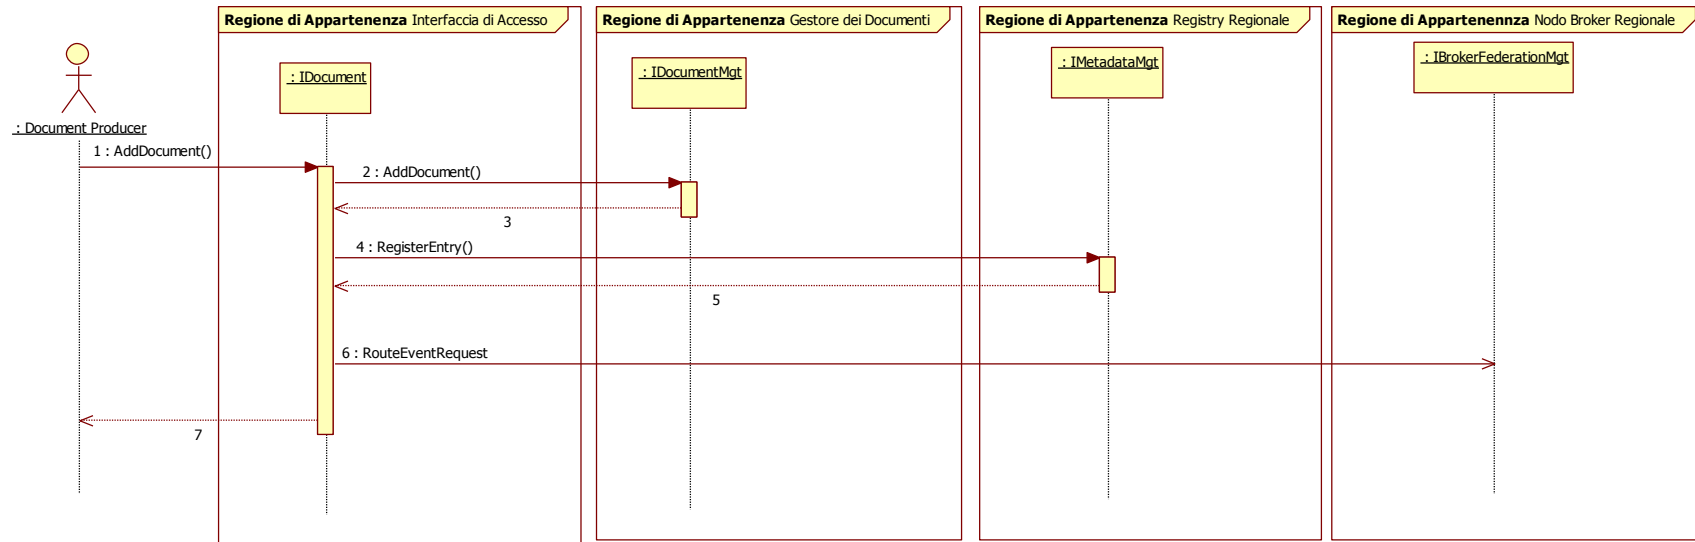 Regione di Appartenenza Interfaccia di Accesso
Regione di Appartenenza Gestore dei Documenti
Regione di Appartenenza Registry Regionale
Regione di Appartenennza Nodo Broker Regionale
: IDocument
: IDocumentMgt
: IMetadataMgt
: IBrokerFederationMgt
: Document Producer
1 : AddDocument()
2 : AddDocument()
3
4 : RegisterEntry()
5
6 : RouteEventRequest
7